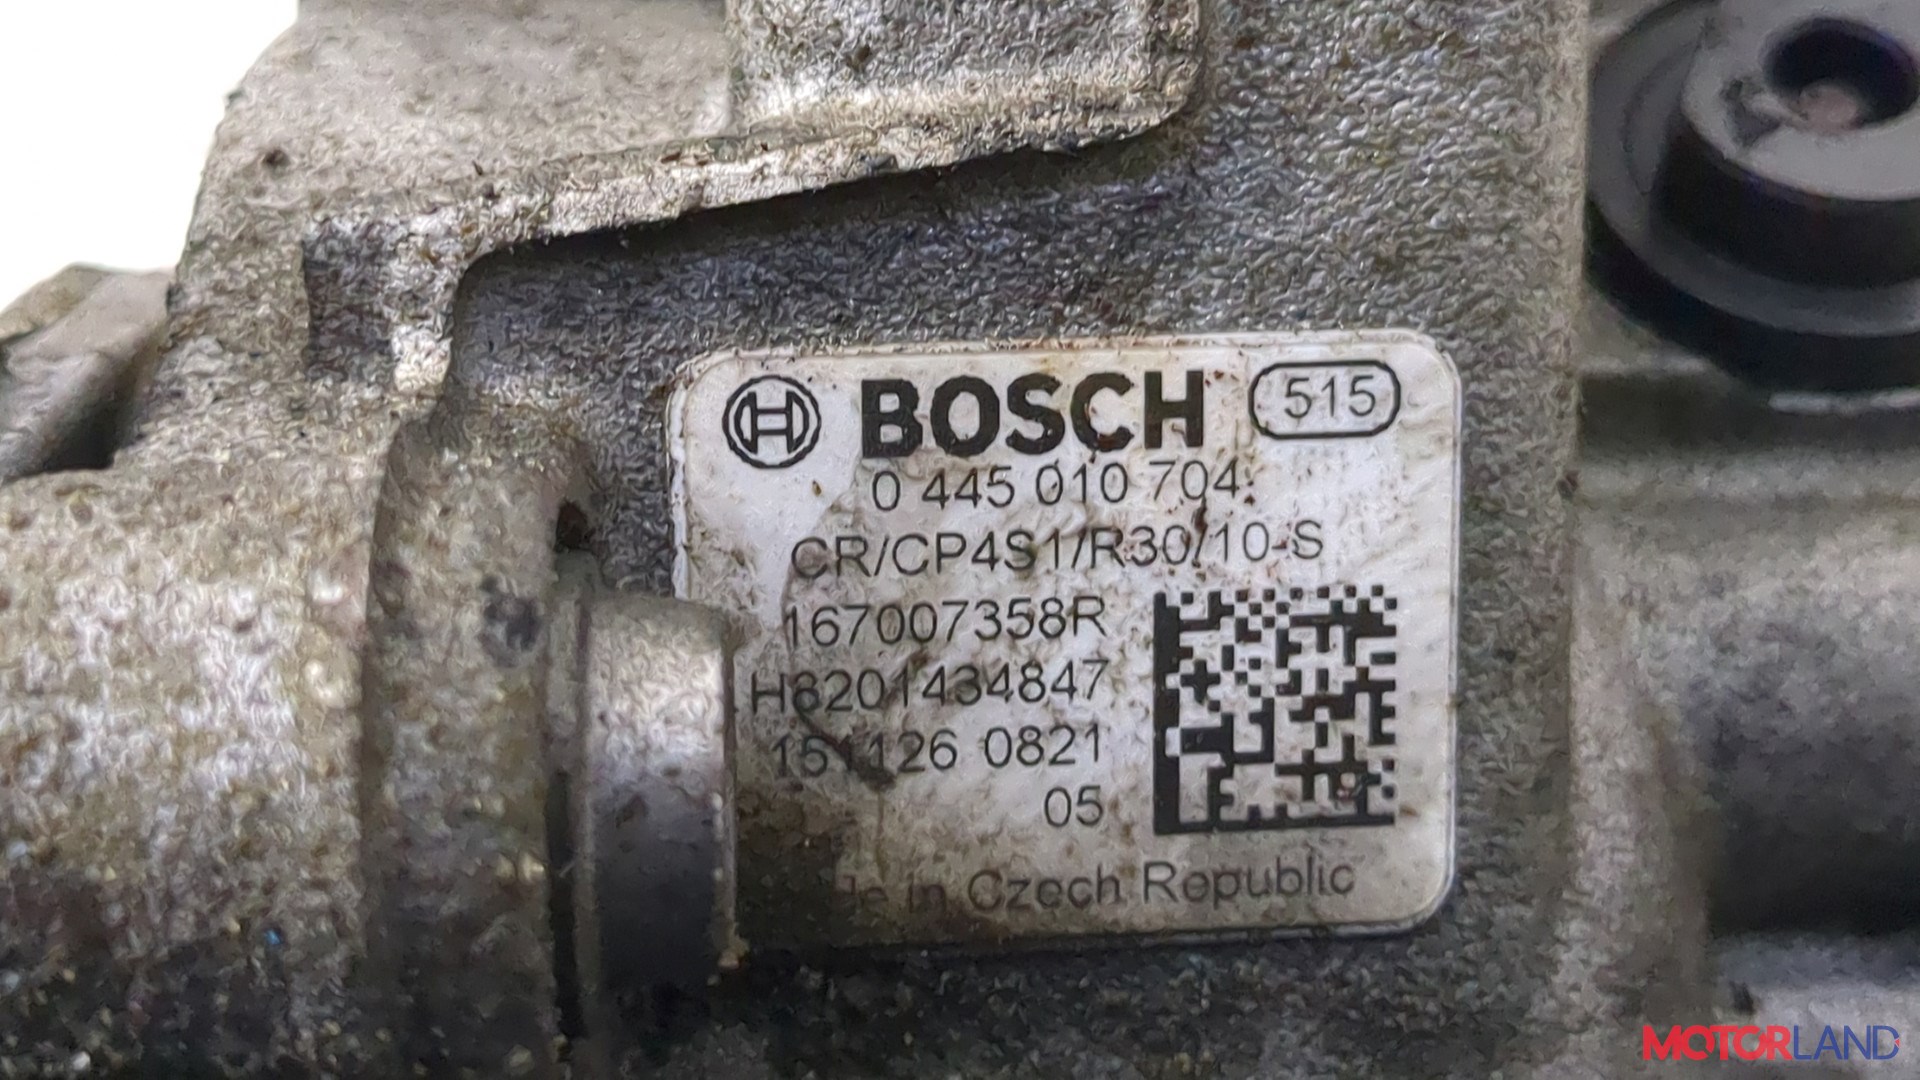 BOSCH 515
0 445 010 704
CR/CP4S1/R30/10-S
167007358R
H8201434847
151126 0821
05
in Czech Republic
MOTORLAND